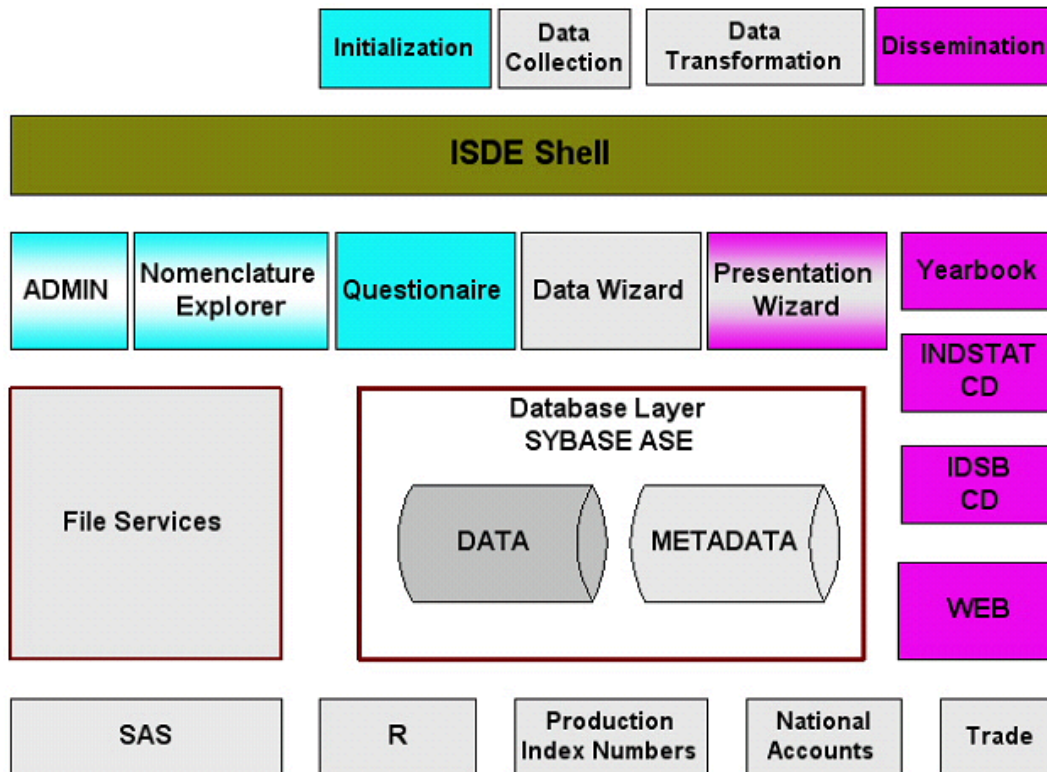 Initialization
Data
Collection
Data
Transformation
Dissemination
ISDE Shell
ADMIN
Nomenclature
Explorer
Questionaire
Data Wizard
Presentation
Wizard
Yearbook
INDSTAT
CD
File Services
Database Layer
SYBASE ASE
DATA
METADATA
IDSB
CD
WEB
SAS
R
Production
Index Numbers
National
Accounts
Trade